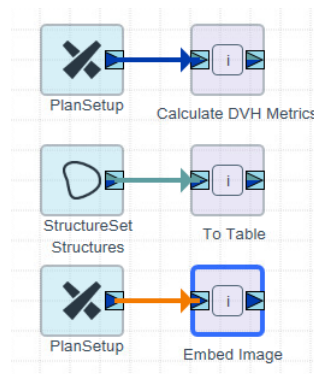 i
PlanSetup
Calculate DVH Metrics
i
StructureSet
Structures
To Table
i
PlanSetup
Embed Image